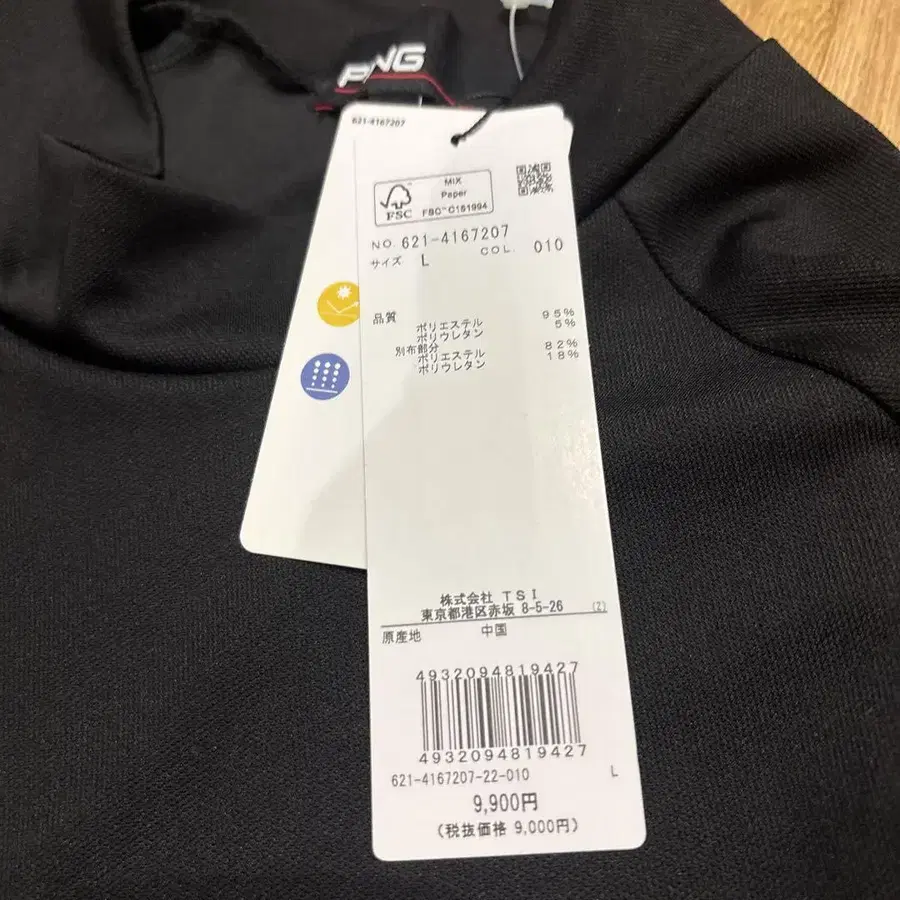 PING
621-4167207
FSC
MIX
Paper
FSC™ C161994
NO. 621-4167207
サイズ L COL. 010
品質
ポリエステル 95%
ポリウレタン 5%
別布部分
ポリエステル 82%
ポリウレタン 18%
株式会社 TSI
東京都港区赤坂 8-5-26 (2)
原産地 中国
4932094819427
4932094819427
621-4167207-22-010 L
9,900円
(税抜価格 9,000円)